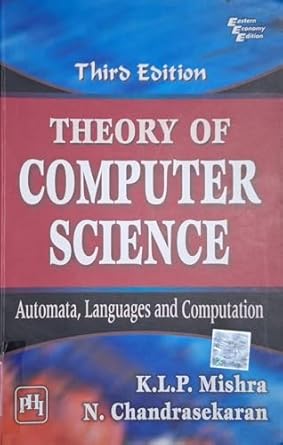 Eastern
Economy
Edition
Third Edition
THEORY OF
COMPUTER
SCIENCE
Automata, Languages and Computation
K.L.P. Mishra
N. Chandrasekaran
PHI